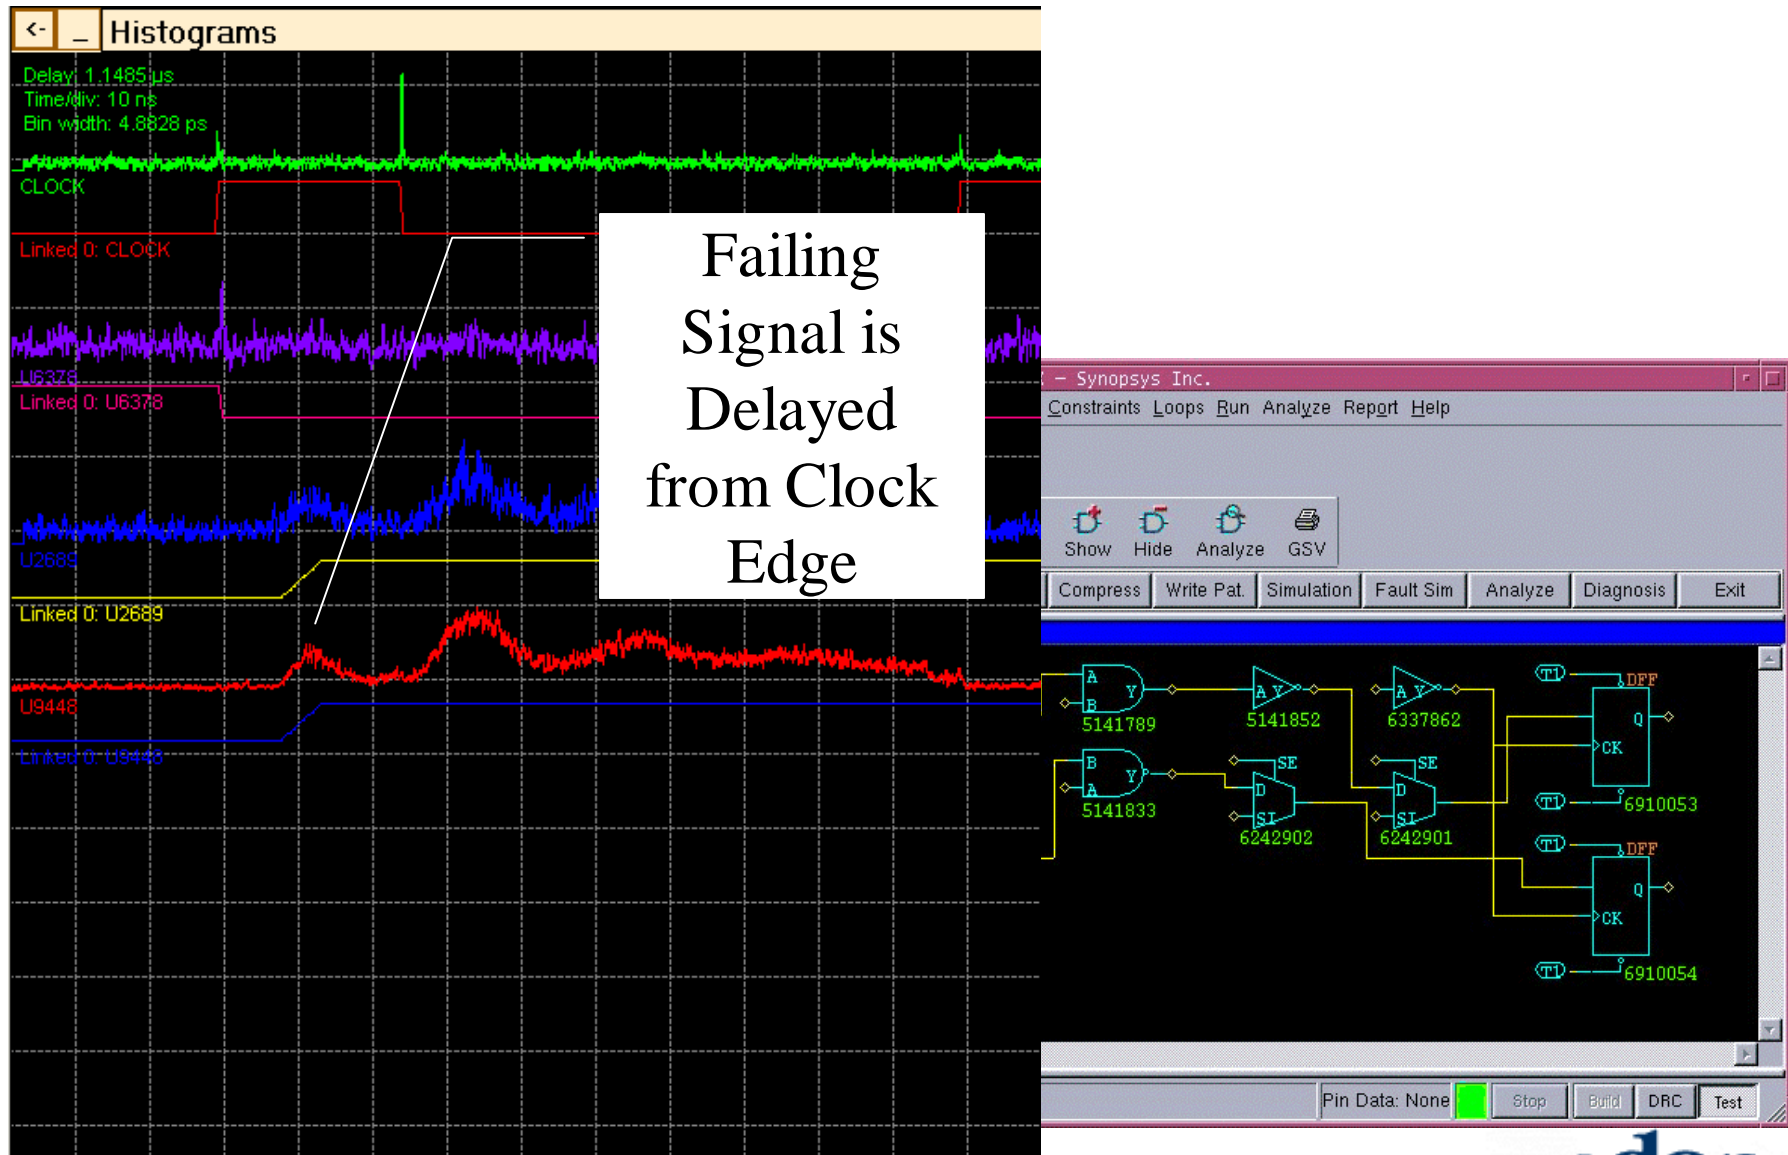 <- _ Histograms
Delay: 1.1485 µs
Time/div: 10 ns
Bin width: 4.8828 ps
CLOCK
Linked 0: CLOCK
U6378
Linked 0: U6378
U2689
Linked 0: U2689
U9448
Linked 0: U9448
Failing
Signal is
Delayed
from Clock
Edge
- Synopsys Inc.
Constraints Loops Run Analyze Report Help
Show Hide Analyze GSV
Compress Write Pat. Simulation Fault Sim Analyze Diagnosis Exit
A
B
Y
5141789
A Y
5141852
A Y
6337862
T1
DFF
Q
CK
T1
6910053
B
A
Y
5141833
SE
D
SI
6242902
SE
D
SI
6242901
T1
DFF
Q
CK
T1
6910054
Pin Data: None Stop Build DRC Test